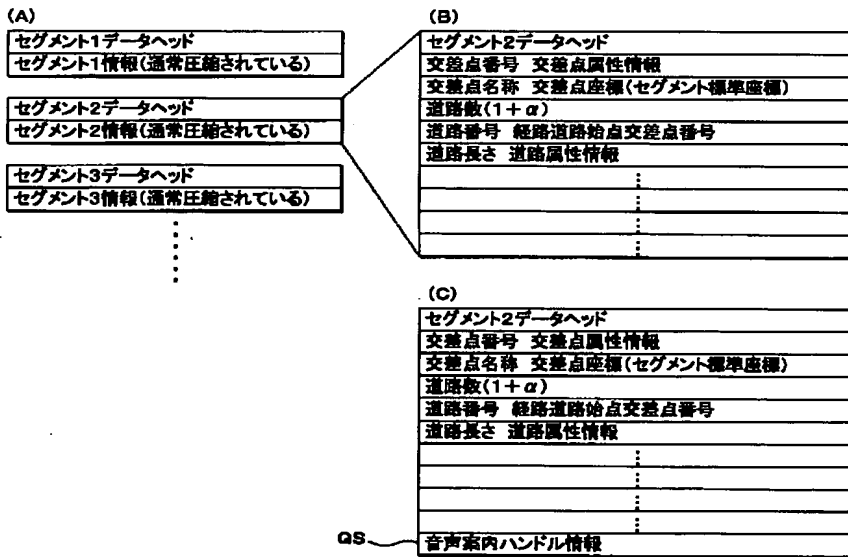 (A)
セグメント1データヘッド
セグメント1情報(通常圧縮されている)
セグメント2データヘッド
セグメント2情報(通常圧縮されている)
セグメント3データヘッド
セグメント3情報(通常圧縮されている)
(B)
セグメント2データヘッド
交差点番号 交差点属性情報
交差点名称 交差点座標(セグメント標準座標)
道路数(1+α)
道路番号 経路道路始点交差点番号
道路長さ 道路属性情報
(C)
セグメント2データヘッド
交差点番号 交差点属性情報
交差点名称 交差点座標(セグメント標準座標)
道路数(1+α)
道路番号 経路道路始点交差点番号
道路長さ 道路属性情報
QS 音声案内ハンドル情報